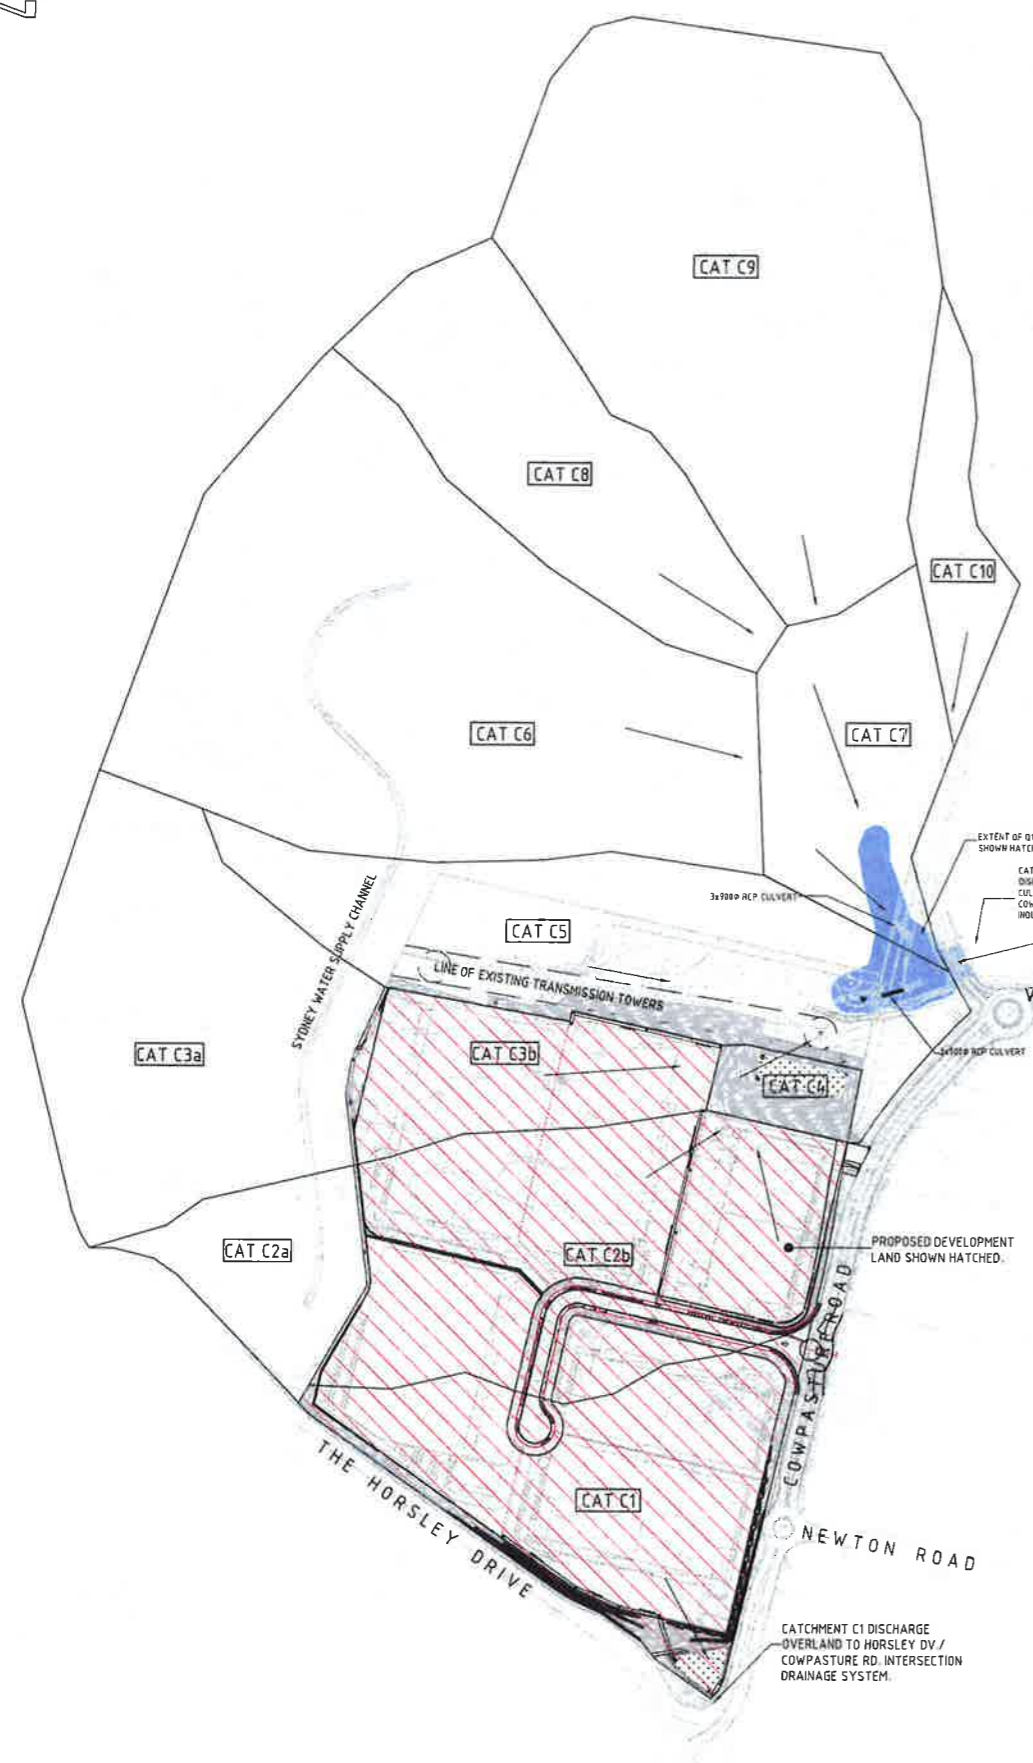 CAT C9
CAT C8
CAT C10
CAT C6
CAT C7
EXTENT OF
SHOWN
3x900ø RCP CULVERT
CAT C5
SYDNEY WATER SUPPLY CHANNEL
LINE OF EXISTING TRANSMISSION TOWERS
CAT C3a
CAT C3b
RCP CULVERT
CAT C4
CAT C2a
CAT C2b
PROPOSED DEVELOPMENT
LAND SHOWN HATCHED.
COWPASTURE ROAD
THE HORSLEY DRIVE
CAT C1
NEWTON ROAD
CATCHMENT C1 DISCHARGE
OVERLAND TO HORSLEY DV./
COWPASTURE RD. INTERSECTION
DRAINAGE SYSTEM.